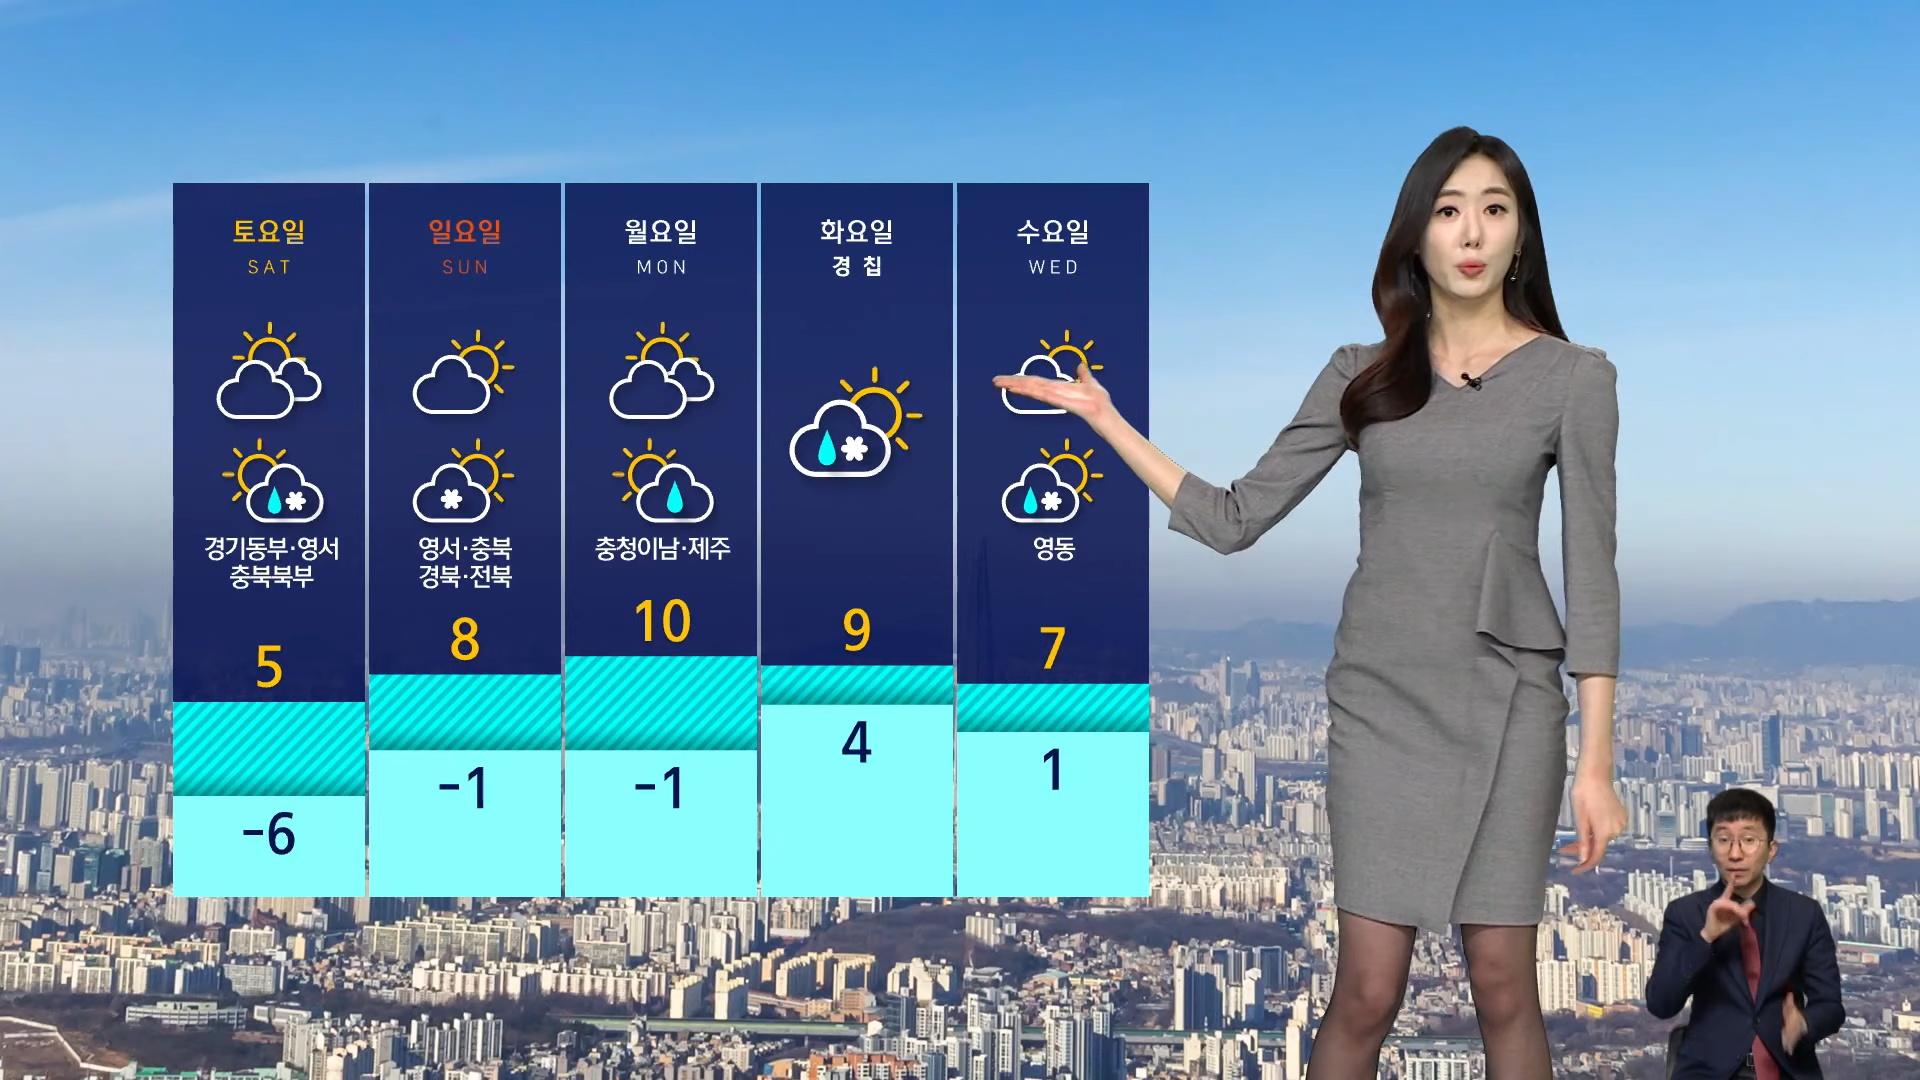 토요일
SAT
경기동부·영서
충북북부
5
-6
일요일
SUN
영서·충북
경북·전북
8
-1
월요일
MON
충청이남·제주
10
-1
화요일
경 칩
9
4
수요일
WED
영동
7
1